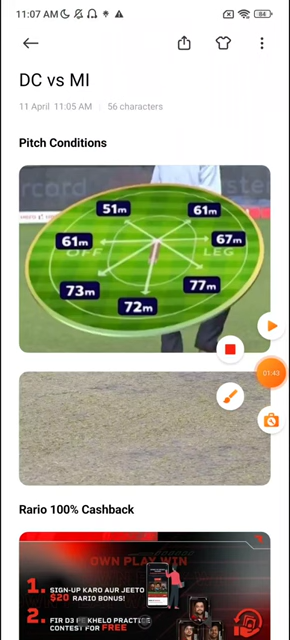 11:07 AM
84
DC vs MI
11 April 11:05 AM | 56 characters
Pitch Conditions
51m
61m
61m
67m
OFF
LEG
73m
77m
72m
01:43
Rario 100% Cashback
OWN PLAY WIN
1. SIGN-UP KARO AUR JEETO
$20 RARIO BONUS!
2. FIR D3 FE KHELO PRACTICE
CONTEST FOR FREE